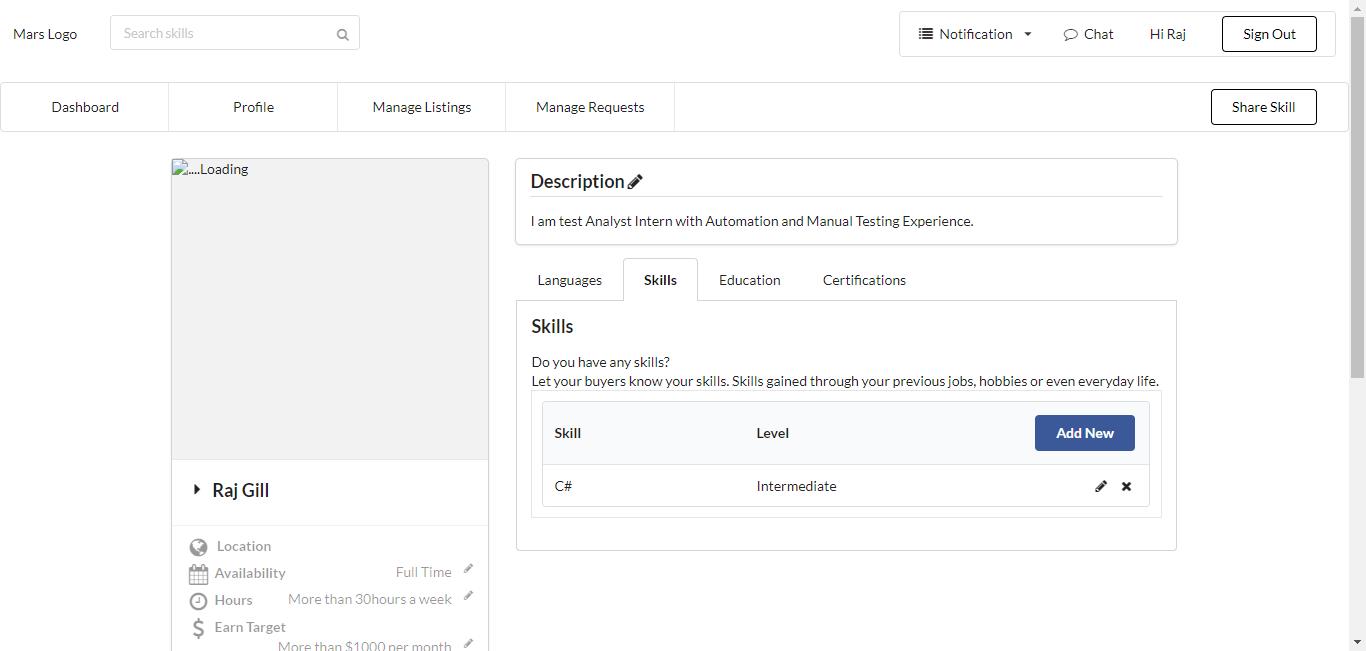 Mars Logo
Search skills
Notification
Chat
Hi Raj
Sign Out
Dashboard
Profile
Manage Listings
Manage Requests
Share Skill
....Loading
Raj Gill
Location
Availability
Full Time
Hours
More than 30hours a week
Earn Target
More than $1000 per month
Description
I am test Analyst Intern with Automation and Manual Testing Experience.
Languages
Skills
Education
Certifications
Skills
Do you have any skills?
Let your buyers know your skills. Skills gained through your previous jobs, hobbies or even everyday life.
Skill
Level
Add New
C#
Intermediate